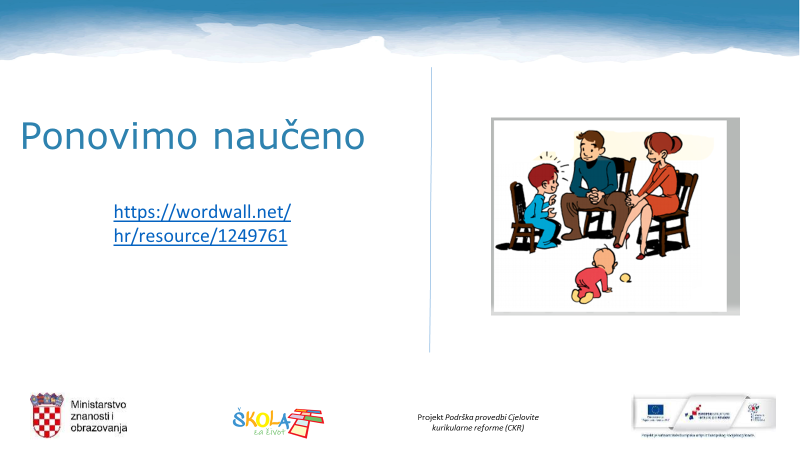 Ponovimo naučeno
https://wordwall.net/
hr/resource/1249761
Ministarstvo
znanosti i
obrazovanja
ŠKOLA
za život
Projekt Podrška provedbi Cjelovite
kurikularne reforme (CKR)